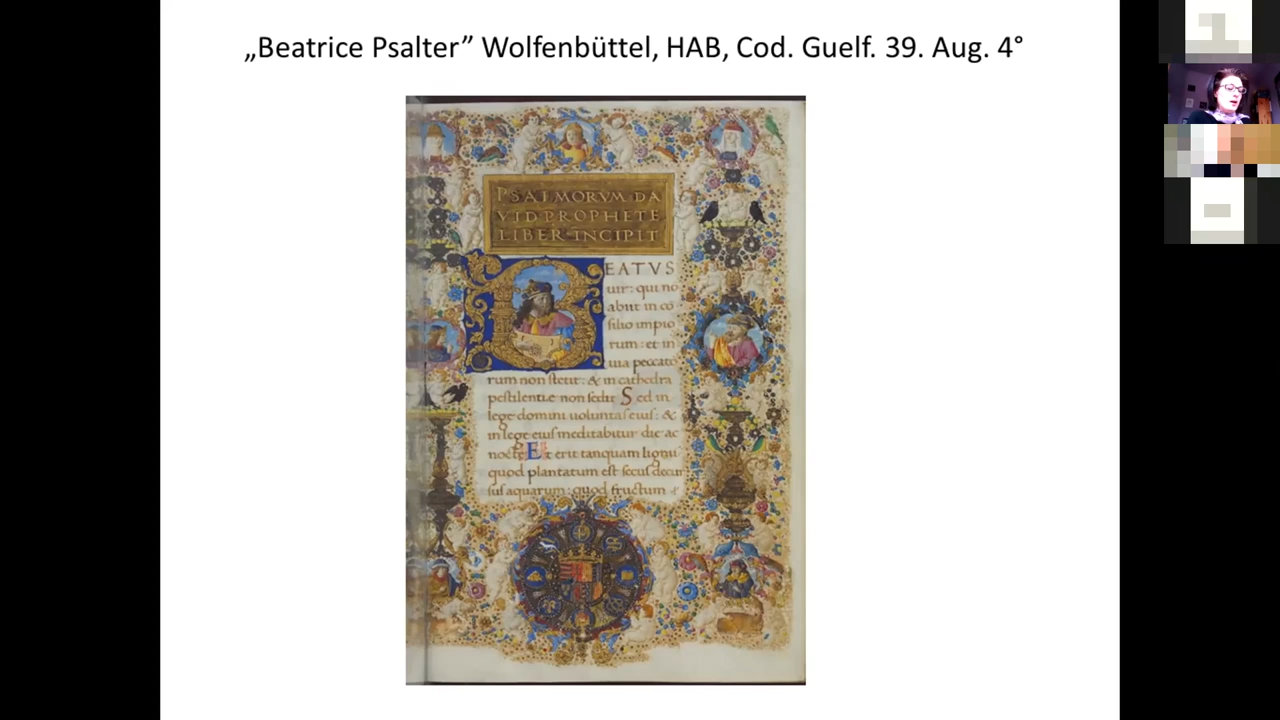 „Beatrice Psalter” Wolfenbüttel, HAB, Cod. Guelf. 39. Aug. 4°
PSALMORVM DA
VID PROPHETE
LIBER INCIPIT
BEATVS
uir: qui no
abiit in co
silio impio
rum: et in
uia peccato
rum non stetit: & in cathedra
pestilentie non sedit Sed in
lege domini uoluntas eius: &
in lege eius meditabitur die ac
nocte Et erit tanquam lignu
quod plantatum est secus decur
sus aquarum: quod fructum